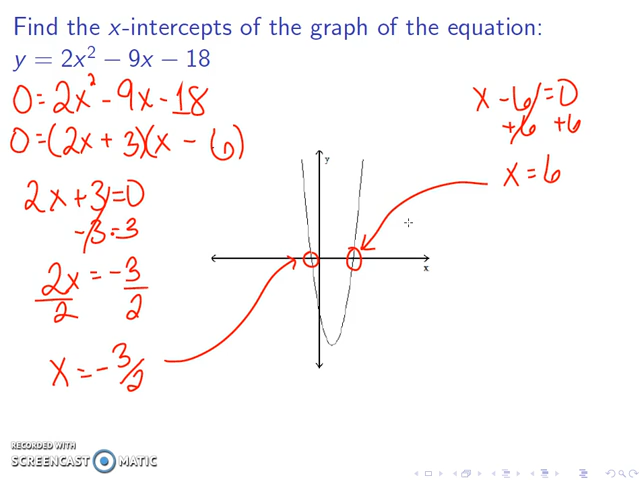 Find the x-intercepts of the graph of the equation:
y = 2x² − 9x − 18
0 = 2x² - 9x - 18
0 = (2x + 3)(x - 6)
2x + 3 = 0
-3 -3
2x = -3
2 2
x = -3/2
x - 6 = 0
+6 +6
x = 6
y
x
RECORDED WITH
SCREENCAST MATIC